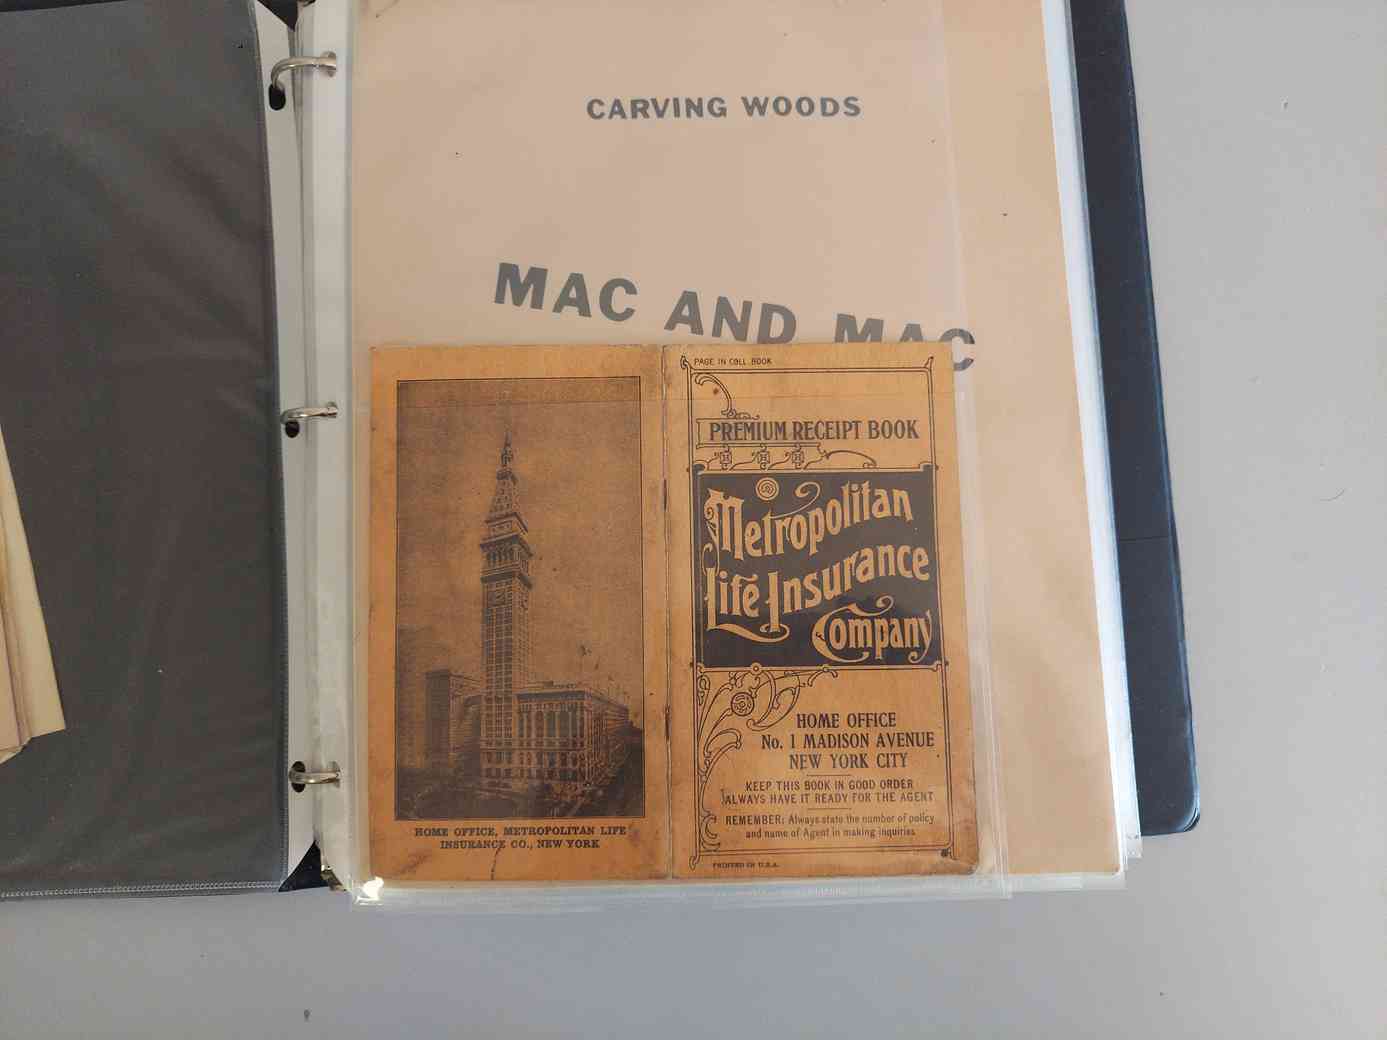 CARVING WOODS
MAC AND MAC
HOME OFFICE, METROPOLITAN LIFE
INSURANCE CO., NEW YORK
PAGE IN COLL. BOOK
PREMIUM RECEIPT BOOK
Metropolitan
Life Insurance
Company
HOME OFFICE
No. 1 MADISON AVENUE
NEW YORK CITY
KEEP THIS BOOK IN GOOD ORDER
ALWAYS HAVE IT READY FOR THE AGENT
REMEMBER: Always state the number of policy
and name of Agent in making inquiries
PRINTED IN U.S.A.